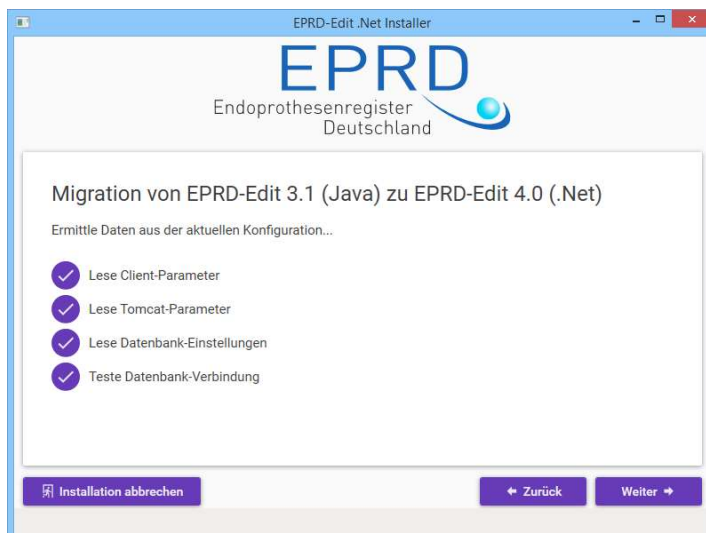 EPRD-Edit .Net Installer
EPRD
Endoprothesenregister
Deutschland
Migration von EPRD-Edit 3.1 (Java) zu EPRD-Edit 4.0 (.Net)
Ermittle Daten aus der aktuellen Konfiguration...
Lese Client-Parameter
Lese Tomcat-Parameter
Lese Datenbank-Einstellungen
Teste Datenbank-Verbindung
Installation abbrechen
Zurück
Weiter